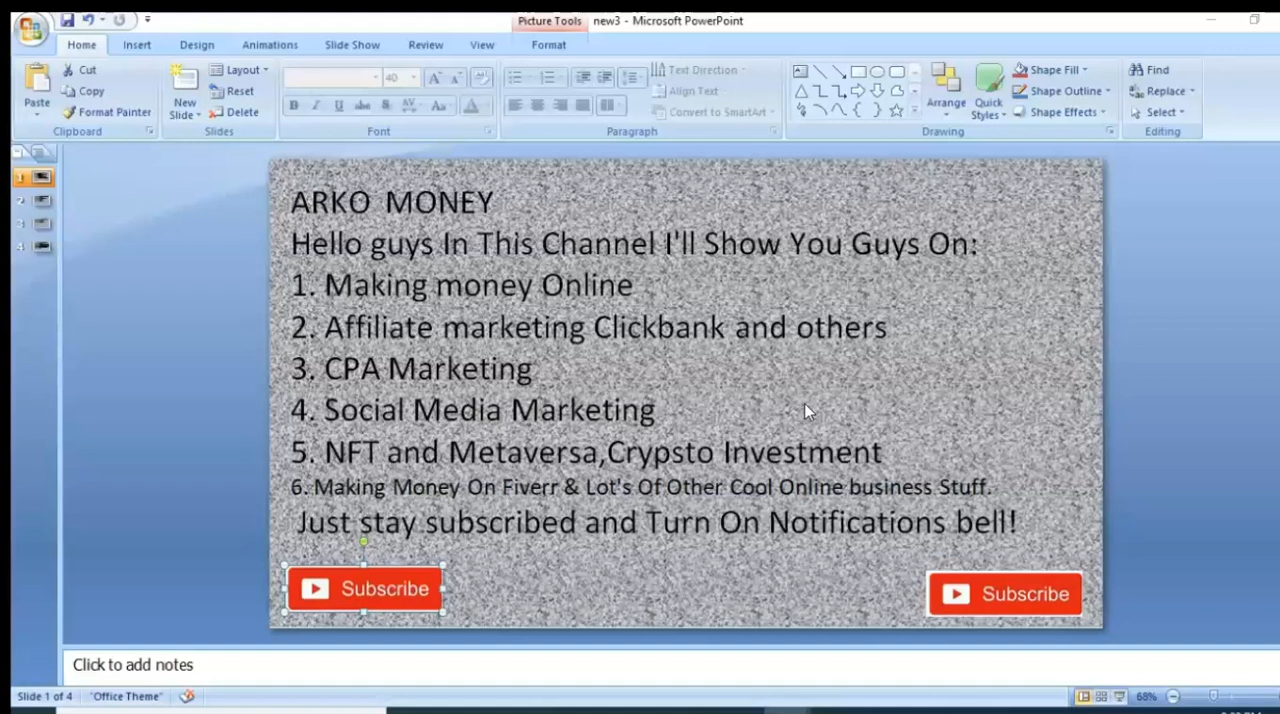 Picture Tools
new3 - Microsoft PowerPoint
Home Insert Design Animations Slide Show Review View Format
Paste
Cut
Copy
Format Painter
Clipboard
New Slide
Layout
Reset
Delete
Slides
40
Font
Text Direction
Align Text
Convert to SmartArt
Paragraph
Arrange
Quick Styles
Shape Fill
Shape Outline
Shape Effects
Drawing
Find
Replace
Select
Editing
1
2
3
4
ARKO MONEY
Hello guys In This Channel I'll Show You Guys On:
1. Making money Online
2. Affiliate marketing Clickbank and others
3. CPA Marketing
4. Social Media Marketing
5. NFT and Metaversa,Crypsto Investment
6. Making Money On Fiverr & Lot's Of Other Cool Online business Stuff.
Just stay subscribed and Turn On Notifications bell!
Subscribe
Subscribe
Click to add notes
Slide 1 of 4
"Office Theme"
68%